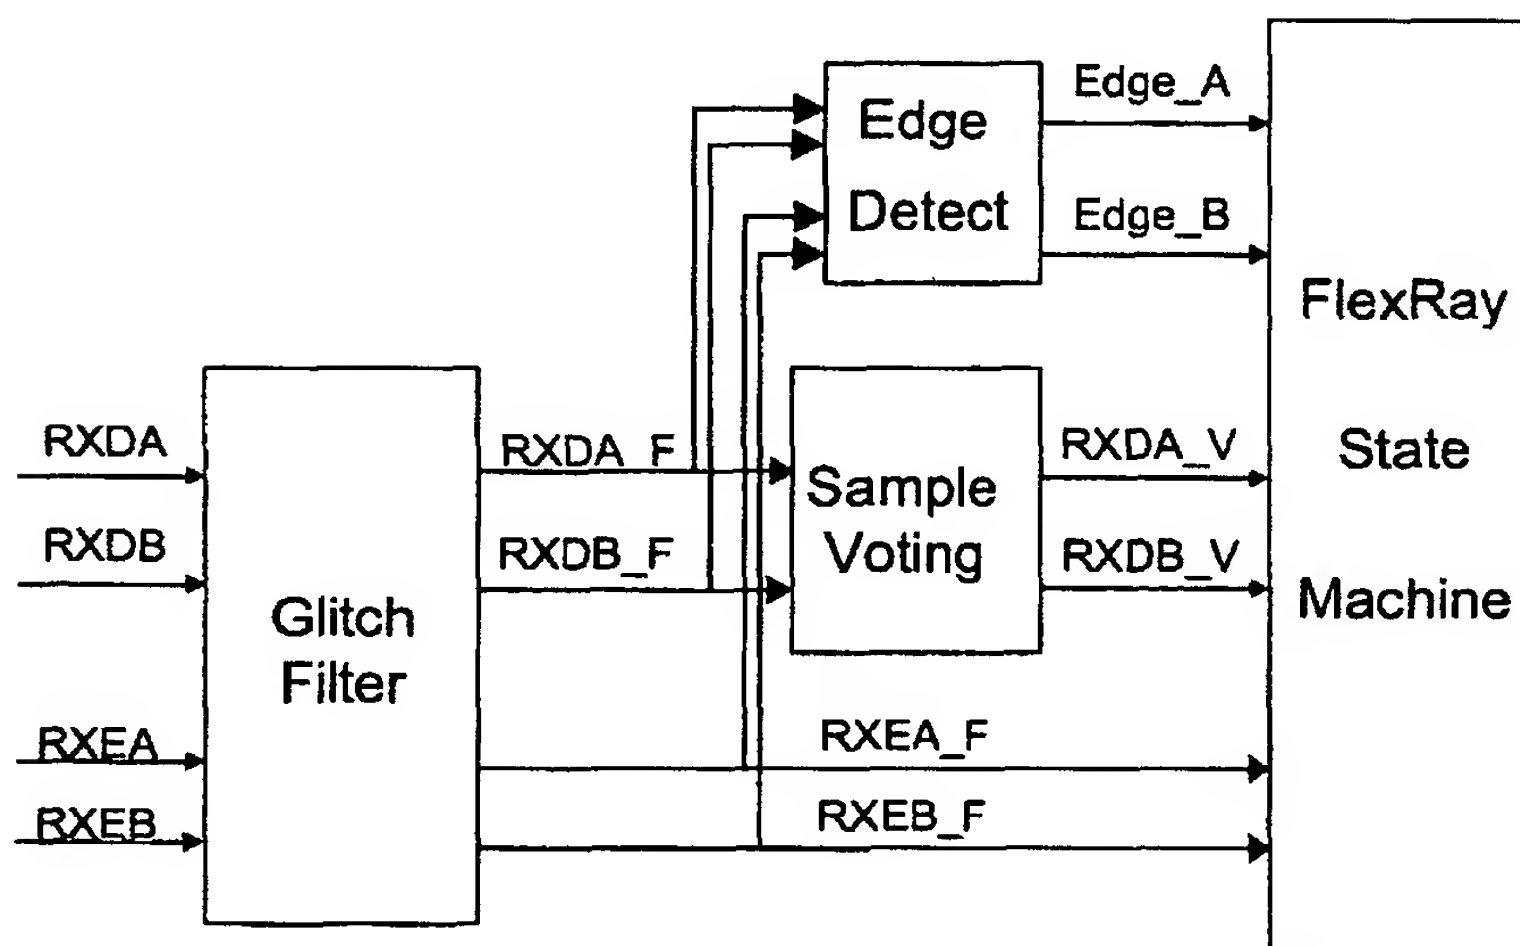 Edge_A
Edge
Detect
Edge_B
FlexRay
State
Machine
RXDA
RXDB
RXEA
RXEB
Glitch
Filter
RXDA_F
RXDB_F
Sample
Voting
RXDA_V
RXDB_V
RXEA_F
RXEB_F